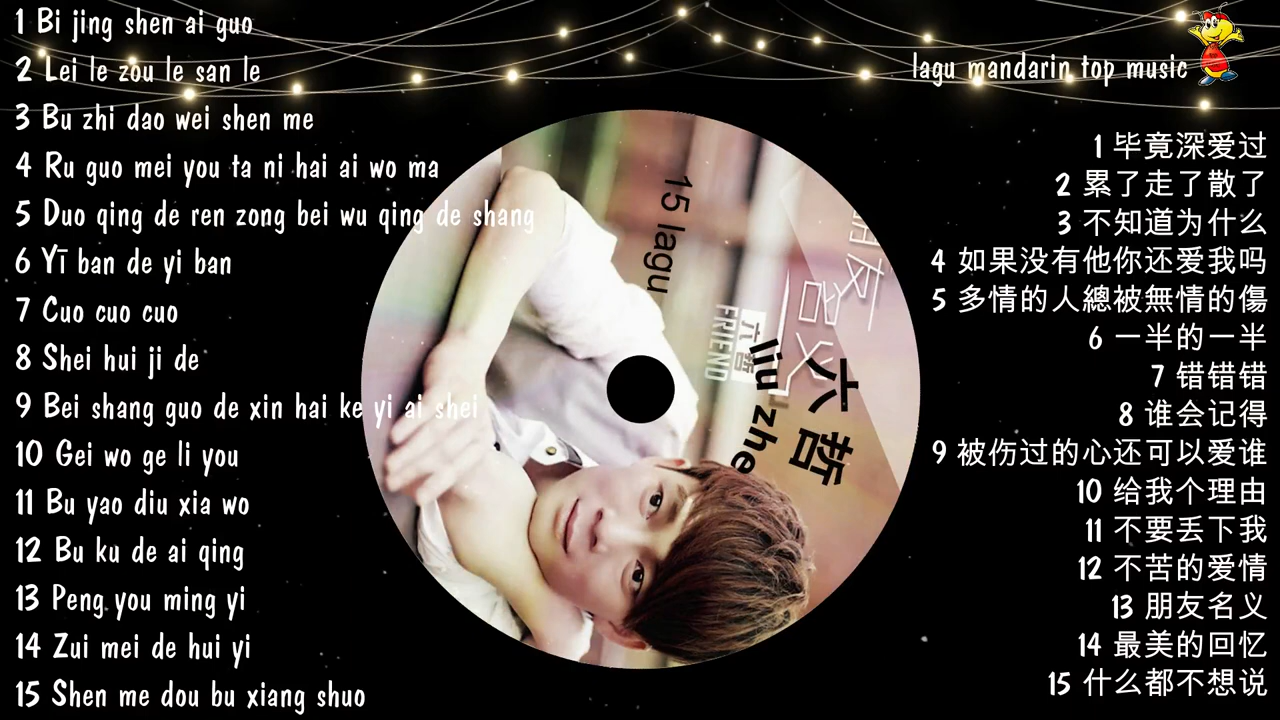 1 Bi jing shen ai guo
2 Lei le zou le san le
3 Bu zhi dao wei shen me
4 Ru guo mei you ta ni hai ai wo ma
5 Duo qing de ren zong bei wu qing de shang
6 Yī ban de yi ban
7 Cuo cuo cuo
8 Shei hui ji de
9 Bei shang guo de xin hai ke yi ai shei
10 Gei wo ge li you
11 Bu yao diu xia wo
12 Bu ku de ai qing
13 Peng you ming yi
14 Zui mei de hui yi
15 Shen me dou bu xiang shuo
15 lagu
朋友名义
六哲
FRIEND
六哲
liu zhe
lagu mandarin top music
1 毕竟深爱过
2 累了走了散了
3 不知道为什么
4 如果没有他你还爱我吗
5 多情的人總被無情的傷
6 一半的一半
7 错错错
8 谁会记得
9 被伤过的心还可以爱谁
10 给我个理由
11 不要丢下我
12 不苦的爱情
13 朋友名义
14 最美的回忆
15 什么都不想说